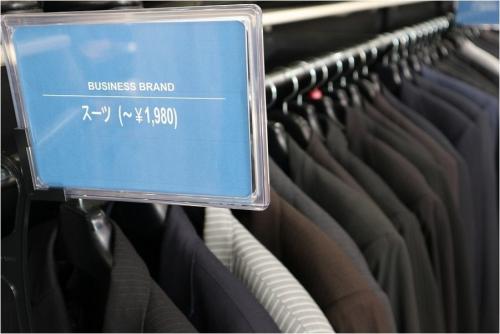 BUSINESS BRAND
スーツ (～￥1,980)